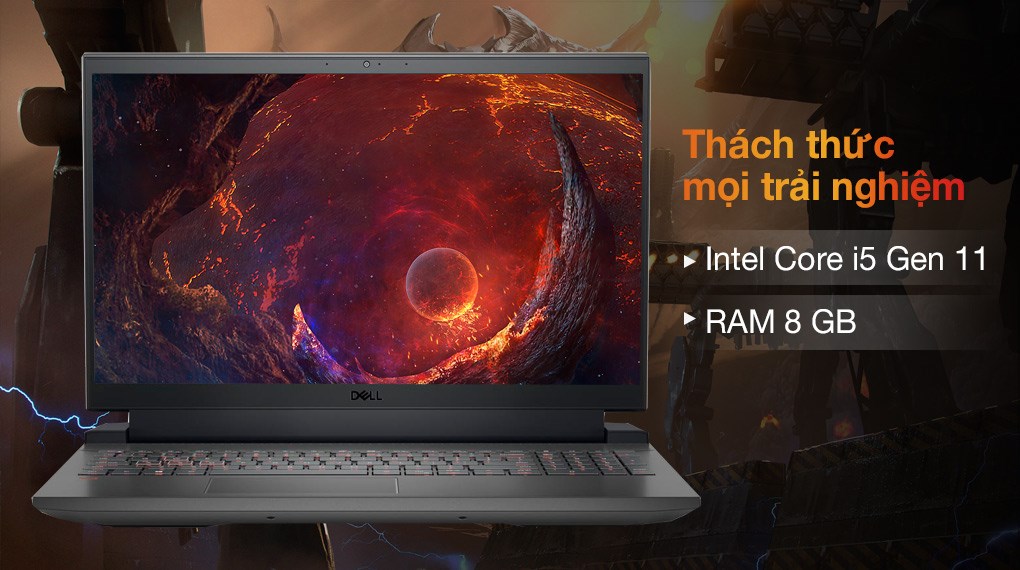 Thách thức
mọi trải nghiệm
▸ Intel Core i5 Gen 11
▸ RAM 8 GB
DELL